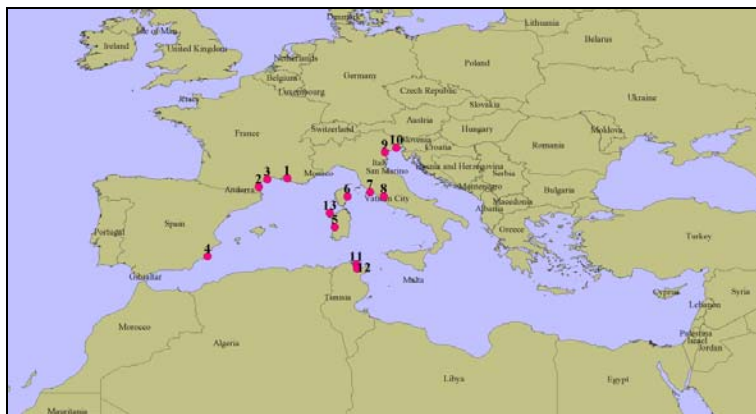 Denmark
Lithuania
Isle of Man
Ireland
United Kingdom
Belarus
Netherlands
Germany
Poland
Belgium
Luxembourg
Czech Republic
Ukraine
Jersey
Slovakia
Austria
France
Switzerland
Hungary
Moldova
10
Slovenia
Romania
9
Croatia
Italy
Bosnia and Herzegovina
San Marino
Serbia
1
Monaco
3
2
Andorra
Montenegro
Bulgaria
7
6
8
Vatican City
Macedonia
Albania
13
Portugal
Spain
5
Greece
Turkey
4
11
12
Gibraltar
Malta
Cyprus
Syria
Lebanon
Tunisia
Morocco
Palestina
Israel
Jordan
Algeria
Libya
Egypt
Mauritania